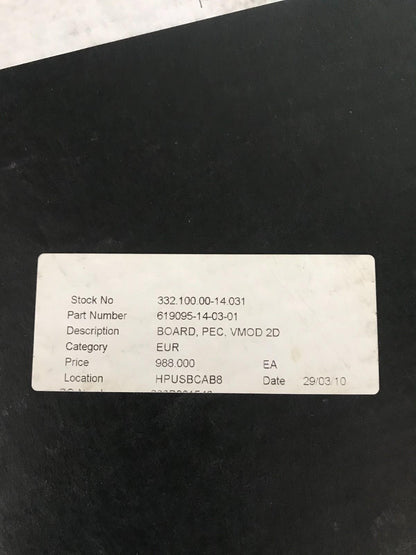 Stock No 332.100.00-14.031
Part Number 619095-14-03-01
Description BOARD, PEC, VMOD 2D
Category EUR
Price 988.000 EA
Location HPUSBCAB8 Date 29/03/10